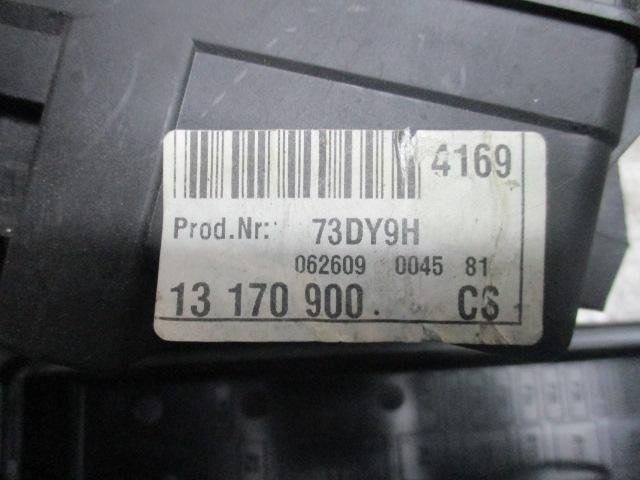 4169
Prod.Nr: 73DY9H
062609 0045 81
13 170 900. CS